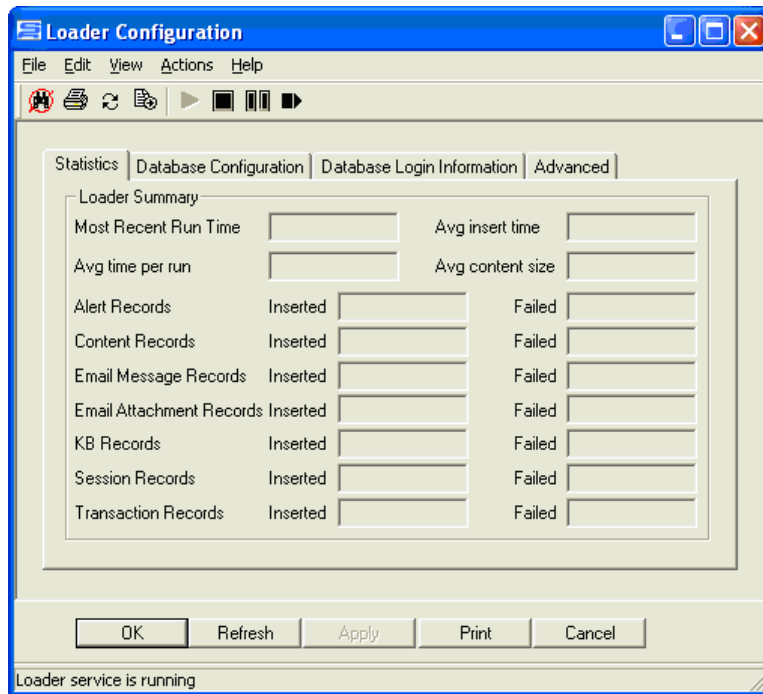 Loader Configuration
File Edit View Actions Help
Statistics Database Configuration Database Login Information Advanced
Loader Summary
Most Recent Run Time Avg insert time
Avg time per run Avg content size
Alert Records Inserted Failed
Content Records Inserted Failed
Email Message Records Inserted Failed
Email Attachment Records Inserted Failed
KB Records Inserted Failed
Session Records Inserted Failed
Transaction Records Inserted Failed
OK Refresh Apply Print Cancel
Loader service is running